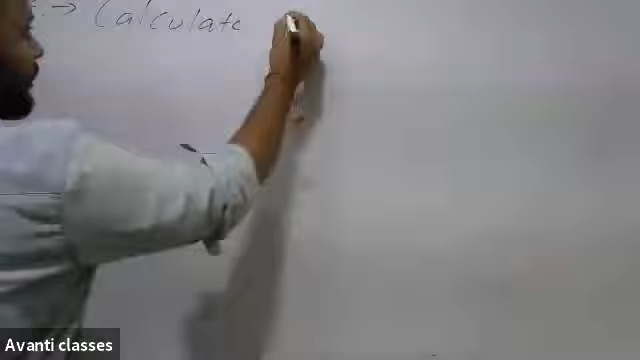 :→ Calculate
Avanti classes